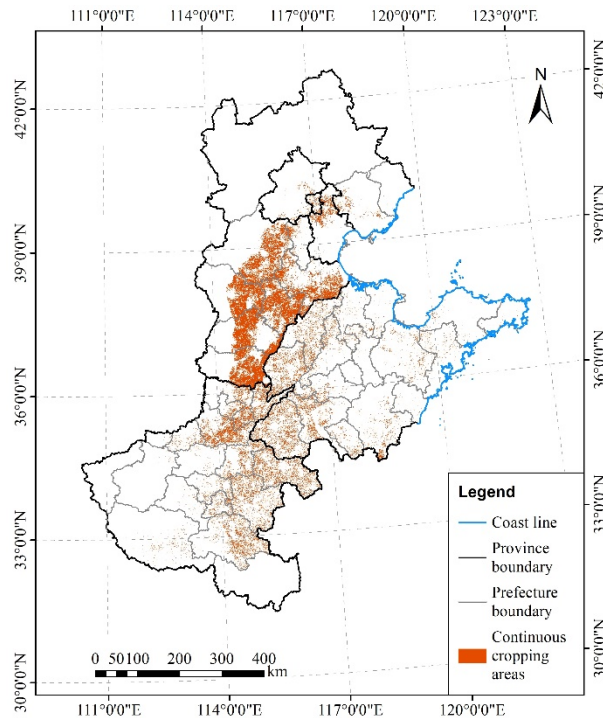 111°0'0"E 114°0'0"E 117°0'0"E 120°0'0"E 123°0'0"E
N
42°0'0"N
42°0'0"N
39°0'0"N
39°0'0"N
36°0'0"N
36°0'0"N
33°0'0"N
33°0'0"N
30°0'0"N
30°0'0"N
Legend
Coast line
Province
boundary
Prefecture
boundary
Continuous
cropping
areas
0 50 100 200 300 400
km
111°0'0"E 114°0'0"E 117°0'0"E 120°0'0"E